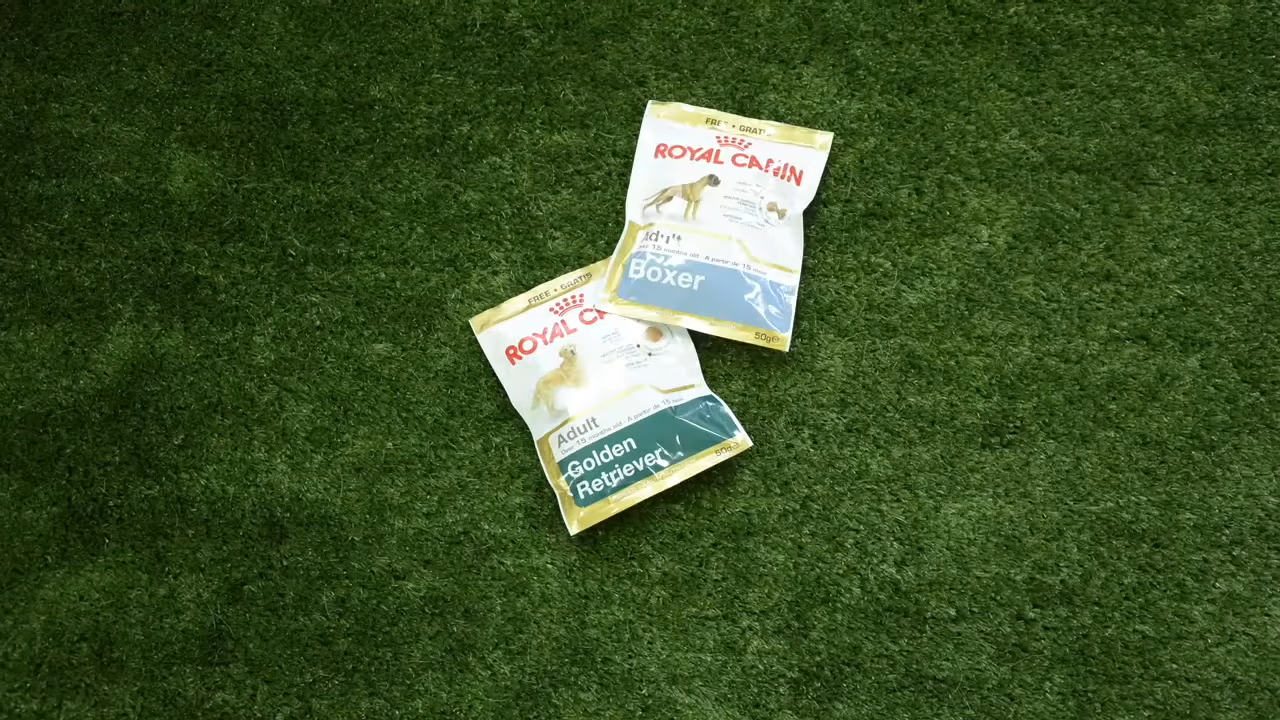 FREE • GRATIS
ROYAL CANIN
Adult
Over 15 months old - A partir de 15 mois
Boxer
50g℮
FREE • GRATIS
ROYAL CA
Adult
Over 15 months old - A partir de 15 mois
Golden
Retriever
50g℮